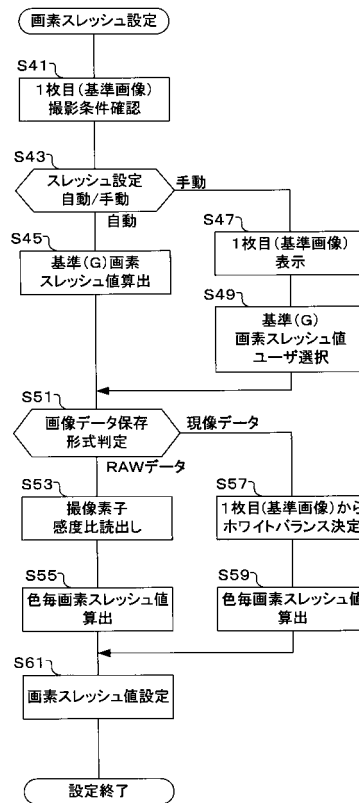 画素スレッシュ設定
S41
1枚目(基準画像)
撮影条件確認
S43
スレッシュ設定
自動/手動
手動
自動
S45
基準(G)画素
スレッシュ値算出
S47
1枚目(基準画像)
表示
S49
基準(G)
画素スレッシュ値
ユーザ選択
S51
画像データ保存
形式判定
現像データ
RAWデータ
S53
撮像素子
感度比読出し
S57
1枚目(基準画像)から
ホワイトバランス決定
S55
色毎画素スレッシュ値
算出
S59
色毎画素スレッシュ値
算出
S61
画素スレッシュ値設定
設定終了